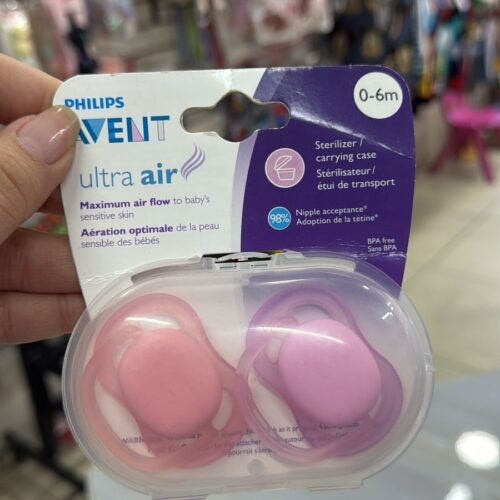 PHILIPS
AVENT
ultra air
Maximum air flow to baby's
sensitive skin
Aération optimale de la peau
sensible des bébés
0-6m
Sterilizer /
carrying case
Stérilisateur /
étui de transport
98%
Nipple acceptance*
Adoption de la tétine*
BPA free
Sans BPA